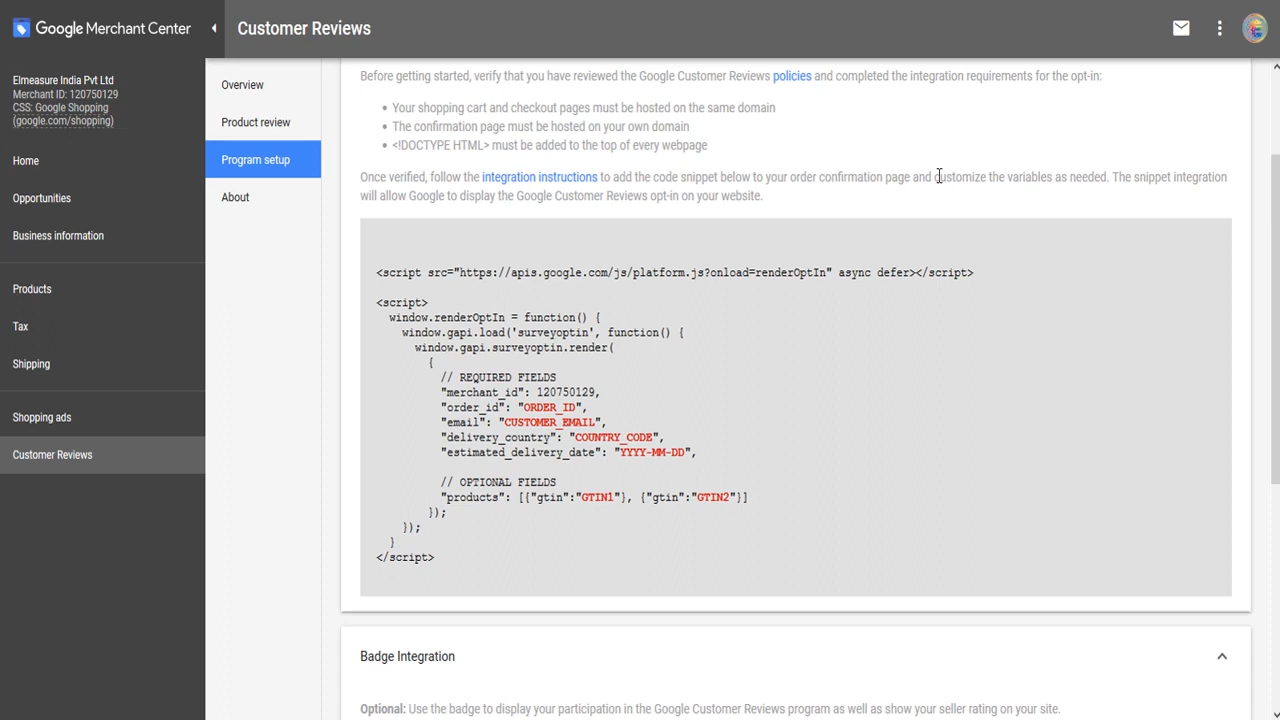 Google Merchant Center
Customer Reviews
Elmeasure India Pvt Ltd
Merchant ID: 120750129
CSS: Google Shopping
(google.com/shopping)
Home
Opportunities
Business information
Products
Tax
Shipping
Shopping ads
Customer Reviews
Overview
Product review
Program setup
About
Before getting started, verify that you have reviewed the Google Customer Reviews policies and completed the integration requirements for the opt-in:
• Your shopping cart and checkout pages must be hosted on the same domain
• The confirmation page must be hosted on your own domain
• <!DOCTYPE HTML> must be added to the top of every webpage
Once verified, follow the integration instructions to add the code snippet below to your order confirmation page and customize the variables as needed. The snippet integration
will allow Google to display the Google Customer Reviews opt-in on your website.
<script src="https://apis.google.com/js/platform.js?onload=renderOptIn" async defer></script>
<script>
window.renderOptIn = function() {
window.gapi.load('surveyoptin', function() {
window.gapi.surveyoptin.render(
{
// REQUIRED FIELDS
"merchant_id": 120750129,
"order_id": "ORDER_ID",
"email": "CUSTOMER_EMAIL",
"delivery_country": "COUNTRY_CODE",
"estimated_delivery_date": "YYYY-MM-DD",
// OPTIONAL FIELDS
"products": [{"gtin":"GTIN1"}, {"gtin":"GTIN2"}]
});
});
}
</script>
Badge Integration
Optional: Use the badge to display your participation in the Google Customer Reviews program as well as show your seller rating on your site.